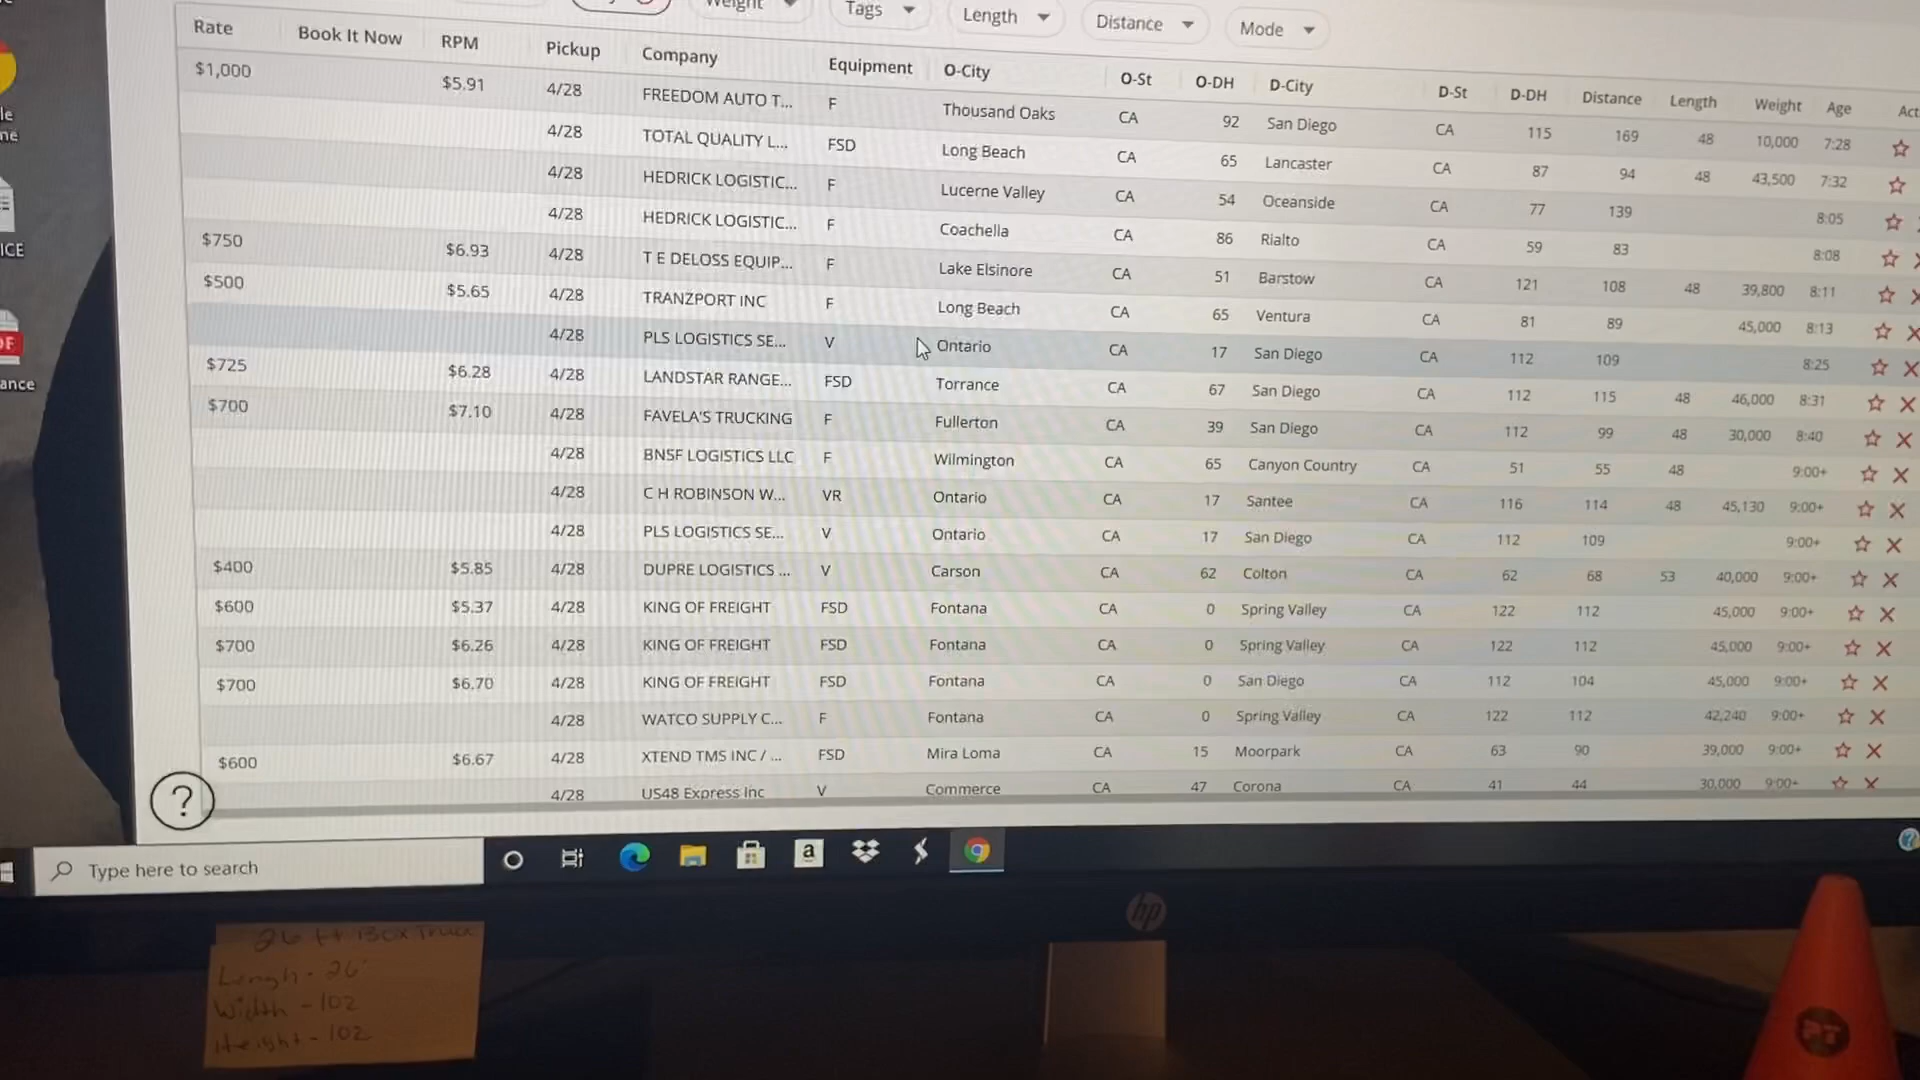 Tags Length Distance Mode
Rate Book It Now RPM Pickup Company Equipment O-City O-St O-DH D-City D-St D-DH Distance Length Weight Age Act
$1,000 $5.91 4/28 FREEDOM AUTO T... F Thousand Oaks CA 92 San Diego CA 115 169 48 10,000 7:28
4/28 TOTAL QUALITY L... FSD Long Beach CA 65 Lancaster CA 87 94 48 43,500 7:32
4/28 HEDRICK LOGISTIC... F Lucerne Valley CA 54 Oceanside CA 77 139 8:05
4/28 HEDRICK LOGISTIC... F Coachella CA 86 Rialto CA 59 83 8:08
$750 $6.93 4/28 T E DELOSS EQUIP... F Lake Elsinore CA 51 Barstow CA 121 108 48 39,800 8:11
$500 $5.65 4/28 TRANZPORT INC F Long Beach CA 65 Ventura CA 81 89 45,000 8:13
4/28 PLS LOGISTICS SE... V Ontario CA 17 San Diego CA 112 109 8:25
$725 $6.28 4/28 LANDSTAR RANGE... FSD Torrance CA 67 San Diego CA 112 115 48 46,000 8:31
$700 $7.10 4/28 FAVELA'S TRUCKING F Fullerton CA 39 San Diego CA 112 99 48 30,000 8:40
4/28 BNSF LOGISTICS LLC F Wilmington CA 65 Canyon Country CA 51 55 48 9:00+
4/28 C H ROBINSON W... VR Ontario CA 17 Santee CA 116 114 48 45,130 9:00+
4/28 PLS LOGISTICS SE... V Ontario CA 17 San Diego CA 112 109 9:00+
$400 $5.85 4/28 DUPRE LOGISTICS ... V Carson CA 62 Colton CA 62 68 53 40,000 9:00+
$600 $5.37 4/28 KING OF FREIGHT FSD Fontana CA 0 Spring Valley CA 122 112 45,000 9:00+
$700 $6.26 4/28 KING OF FREIGHT FSD Fontana CA 0 Spring Valley CA 122 112 45,000 9:00+
$700 $6.70 4/28 KING OF FREIGHT FSD Fontana CA 0 San Diego CA 112 104 45,000 9:00+
4/28 WATCO SUPPLY C... F Fontana CA 0 Spring Valley CA 122 112 42,240 9:00+
$600 $6.67 4/28 XTEND TMS INC / ... FSD Mira Loma CA 15 Moorpark CA 63 90 39,000 9:00+
4/28 US48 Express Inc V Commerce CA 47 Corona CA 41 44 30,000 9:00+
?
Type here to search
a
hp
26 ft Box Truck
Lengh - 26'
Width - 102
Height - 102